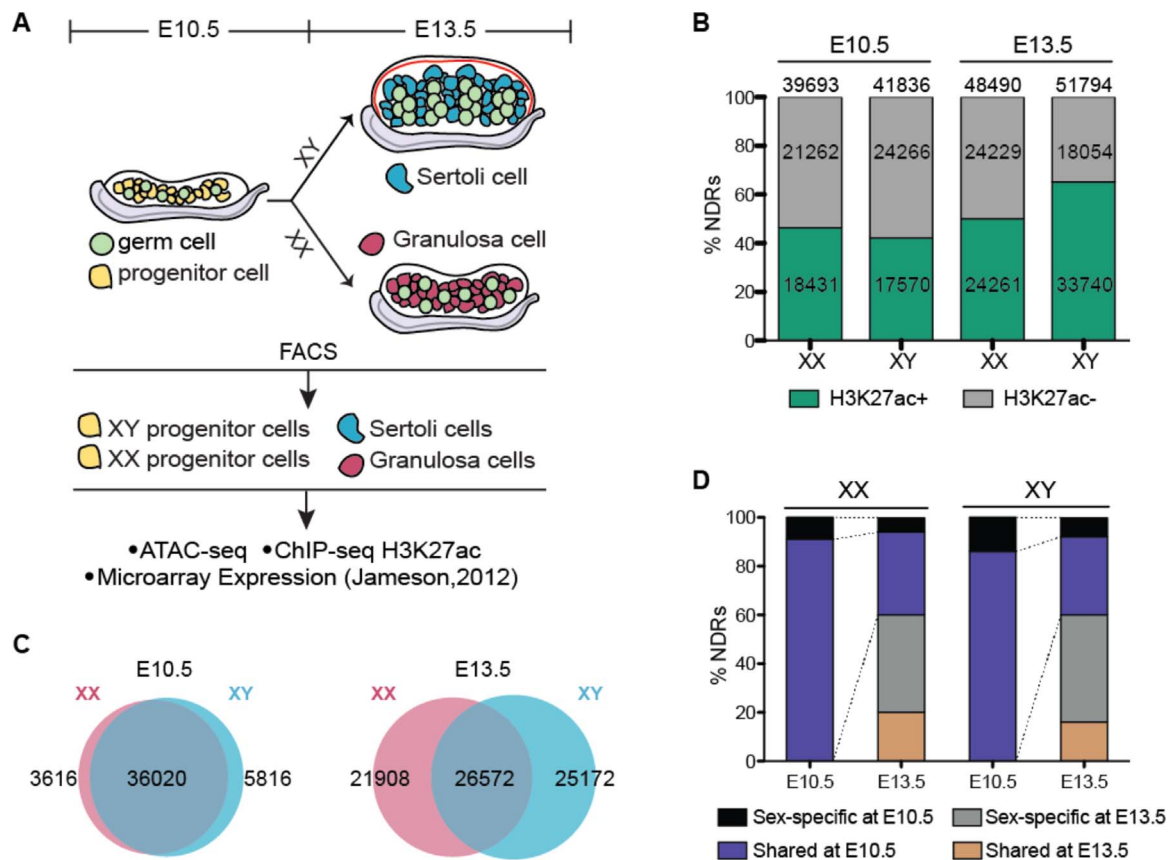 A
E10.5 E13.5
XY
XX
Sertoli cell
germ cell
progenitor cell
Granulosa cell
FACS
XY progenitor cells Sertoli cells
XX progenitor cells Granulosa cells
•ATAC-seq •ChIP-seq H3K27ac
•Microarray Expression (Jameson,2012)
B
E10.5 E13.5
39693 41836 48490 51794
100
80
60
40
20
0
% NDRs
21262 24266 24229 18054
18431 17570 24261 33740
XX XY XX XY
H3K27ac+ H3K27ac-
C
E10.5 E13.5
XX XY XX XY
3616 36020 5816 21908 26572 25172
D
XX XY
100
80
60
40
20
0
% NDRs
E10.5 E13.5 E10.5 E13.5
Sex-specific at E10.5 Sex-specific at E13.5
Shared at E10.5 Shared at E13.5